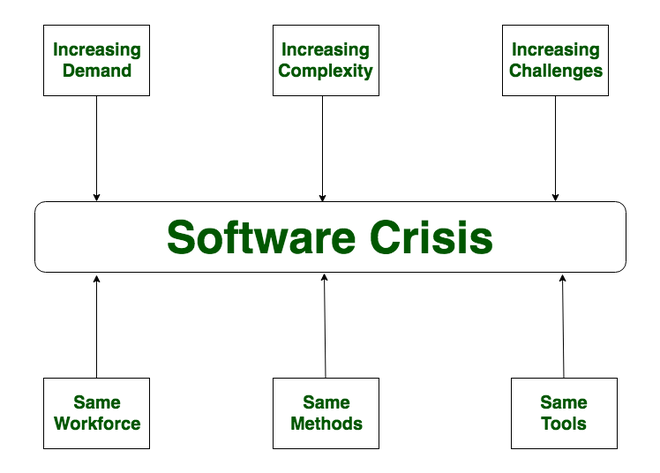 Increasing
Demand
Increasing
Complexity
Increasing
Challenges
Software Crisis
Same
Workforce
Same
Methods
Same
Tools